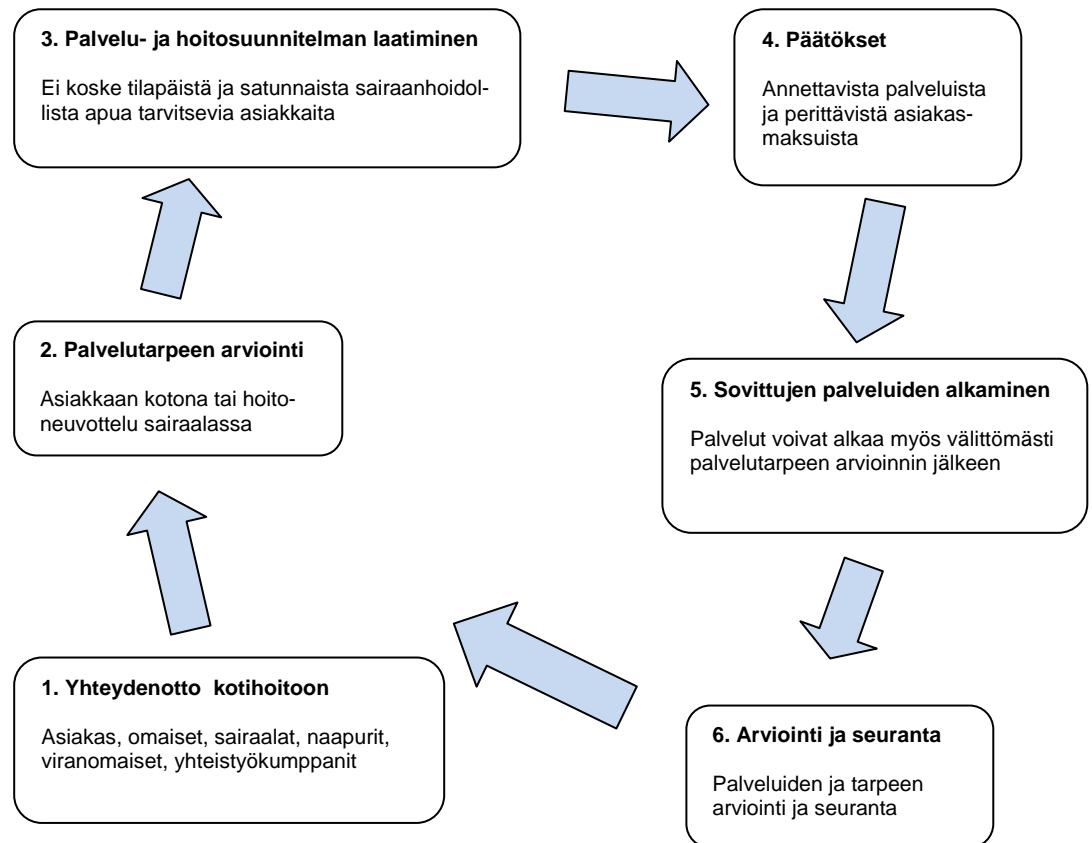 3. Palvelu- ja hoitosuunnitelman laatiminen
Ei koske tilapäistä ja satunnaista sairaanhoidol-
lista apua tarvitsevia asiakkaita
4. Päätökset
Annettavista palveluista
ja perittävistä asiakas-
maksuista
2. Palvelutarpeen arviointi
Asiakkaan kotona tai hoito-
neuvottelu sairaalassa
5. Sovittujen palveluiden alkaminen
Palvelut voivat alkaa myös välittömästi
palvelutarpeen arvioinnin jälkeen
1. Yhteydenotto kotihoitoon
Asiakas, omaiset, sairaalat, naapurit,
viranomaiset, yhteistyökumppanit
6. Arviointi ja seuranta
Palveluiden ja tarpeen
arviointi ja seuranta